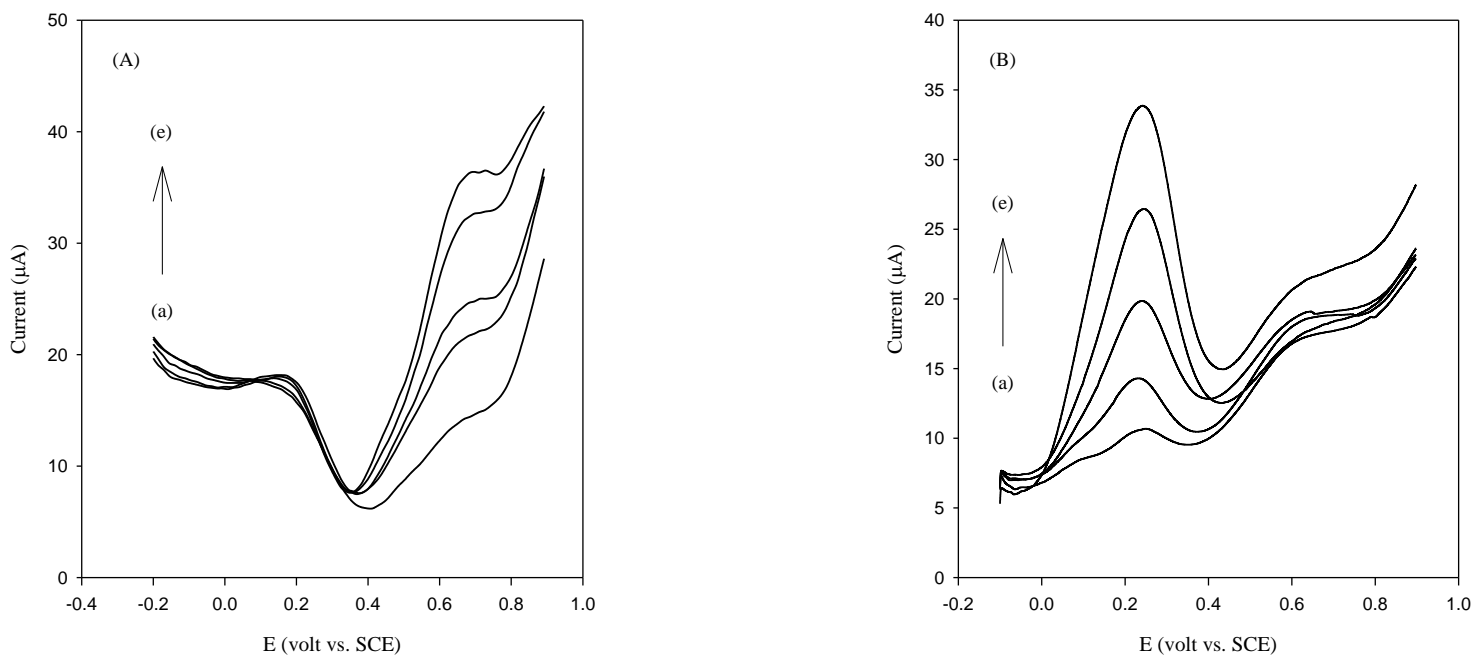 (A)
50
40
30
20
10
0
(e)
(a)
Current (μA)
-0.4 -0.2 0.0 0.2 0.4 0.6 0.8 1.0
E (volt vs. SCE)
(B)
40
35
30
25
20
15
10
5
0
(e)
(a)
Current (μA)
-0.2 0.0 0.2 0.4 0.6 0.8 1.0
E (volt vs. SCE)